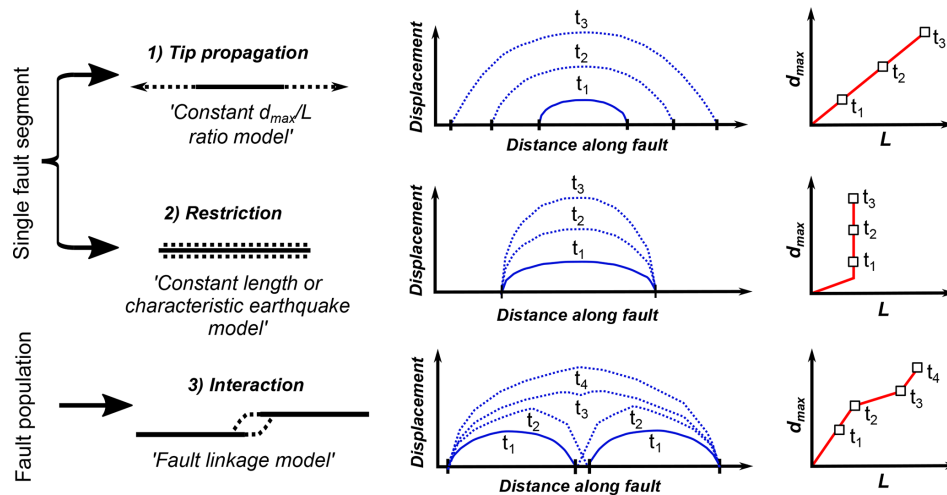 Single fault segment
1) Tip propagation
'Constant dmax/L
ratio model'
Displacement
t3
t2
t1
Distance along fault
dmax
t3
t2
t1
L
2) Restriction
'Constant length or
characteristic earthquake
model'
Displacement
t3
t2
t1
Distance along fault
dmax
t3
t2
t1
L
Fault population
3) Interaction
'Fault linkage model'
Displacement
t4
t3
t2
t2
t1
t1
Distance along fault
dmax
t4
t3
t2
t1
L